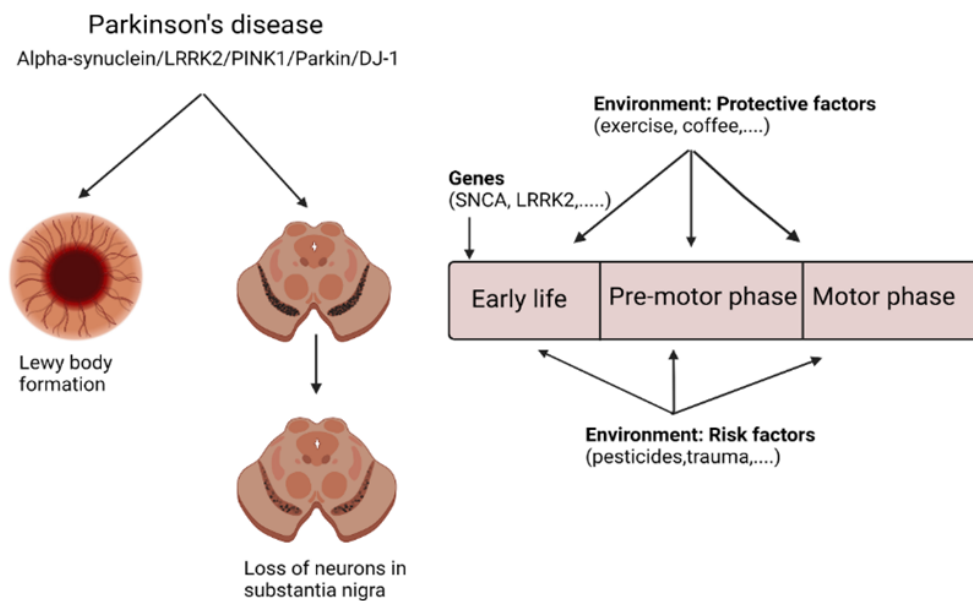 Parkinson's disease
Alpha-synuclein/LRRK2/PINK1/Parkin/DJ-1
Lewy body
formation
Loss of neurons in
substantia nigra
Environment: Protective factors
(exercise, coffee,....)
Genes
(SNCA, LRRK2,.....)
Early life
Pre-motor phase
Motor phase
Environment: Risk factors
(pesticides,trauma,....)